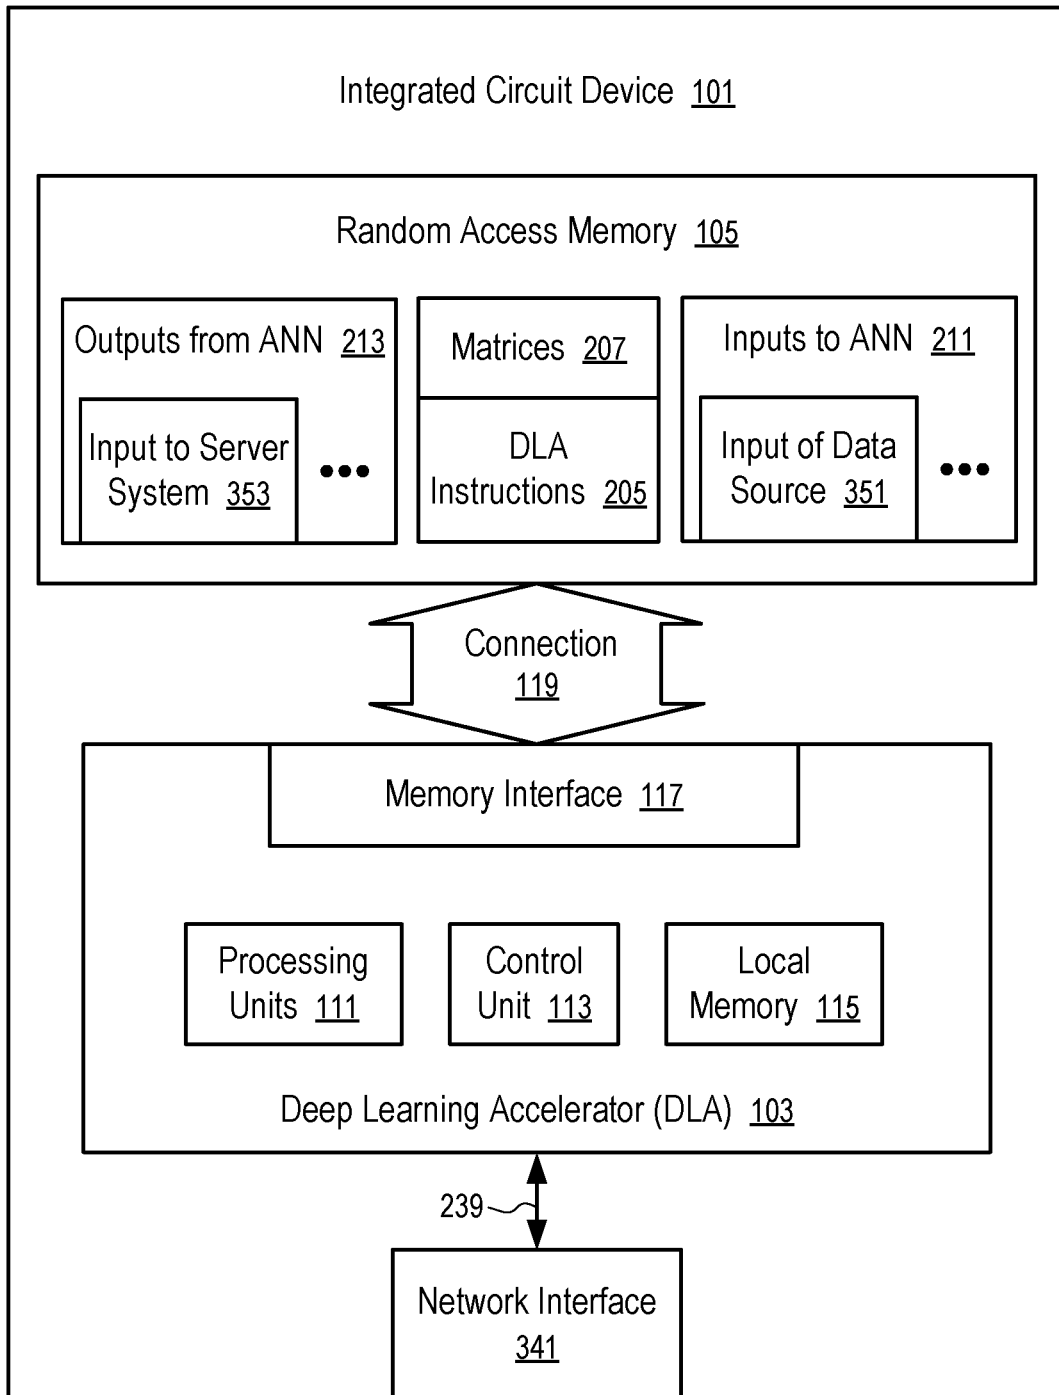 Integrated Circuit Device 101
Random Access Memory 105
Outputs from ANN 213
Input to Server
System 353
•••
Matrices 207
DLA
Instructions 205
Inputs to ANN 211
Input of Data
Source 351
•••
Connection
119
Memory Interface 117
Processing
Units 111
Control
Unit 113
Local
Memory 115
Deep Learning Accelerator (DLA) 103
239
Network Interface
341